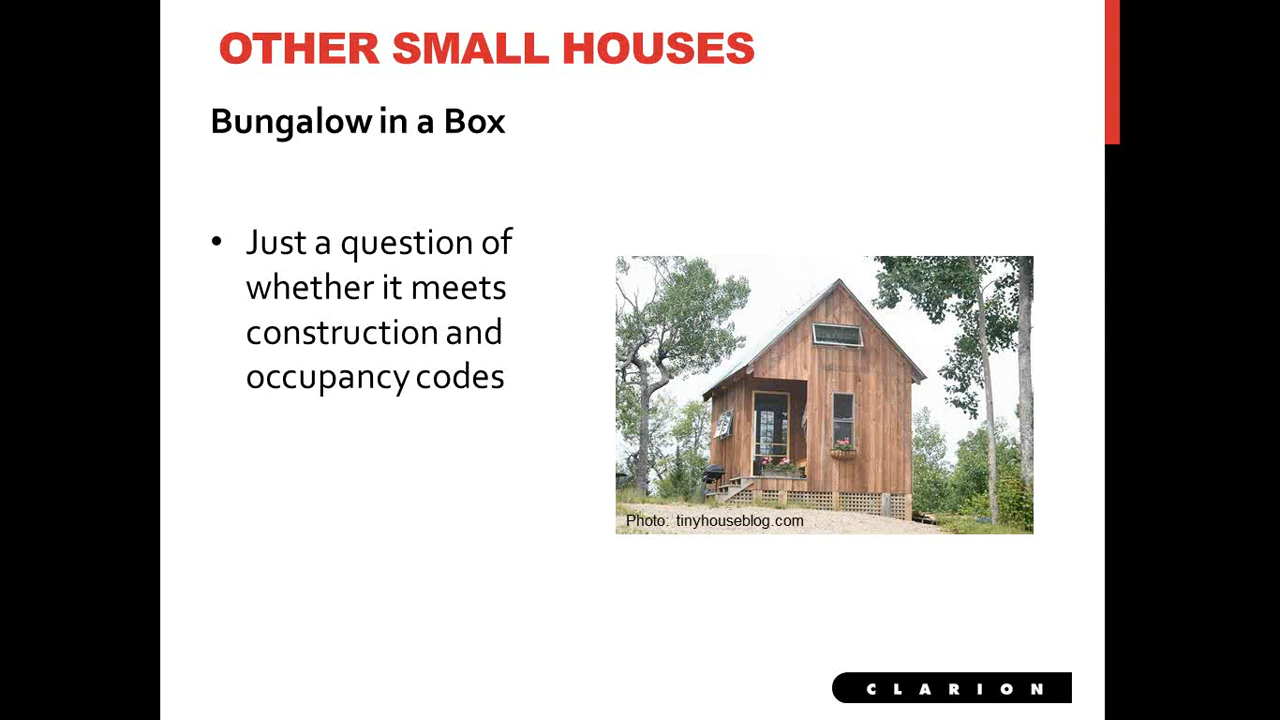 OTHER SMALL HOUSES
Bungalow in a Box
• Just a question of
whether it meets
construction and
occupancy codes
Photo: tinyhouseblog.com
CLARION